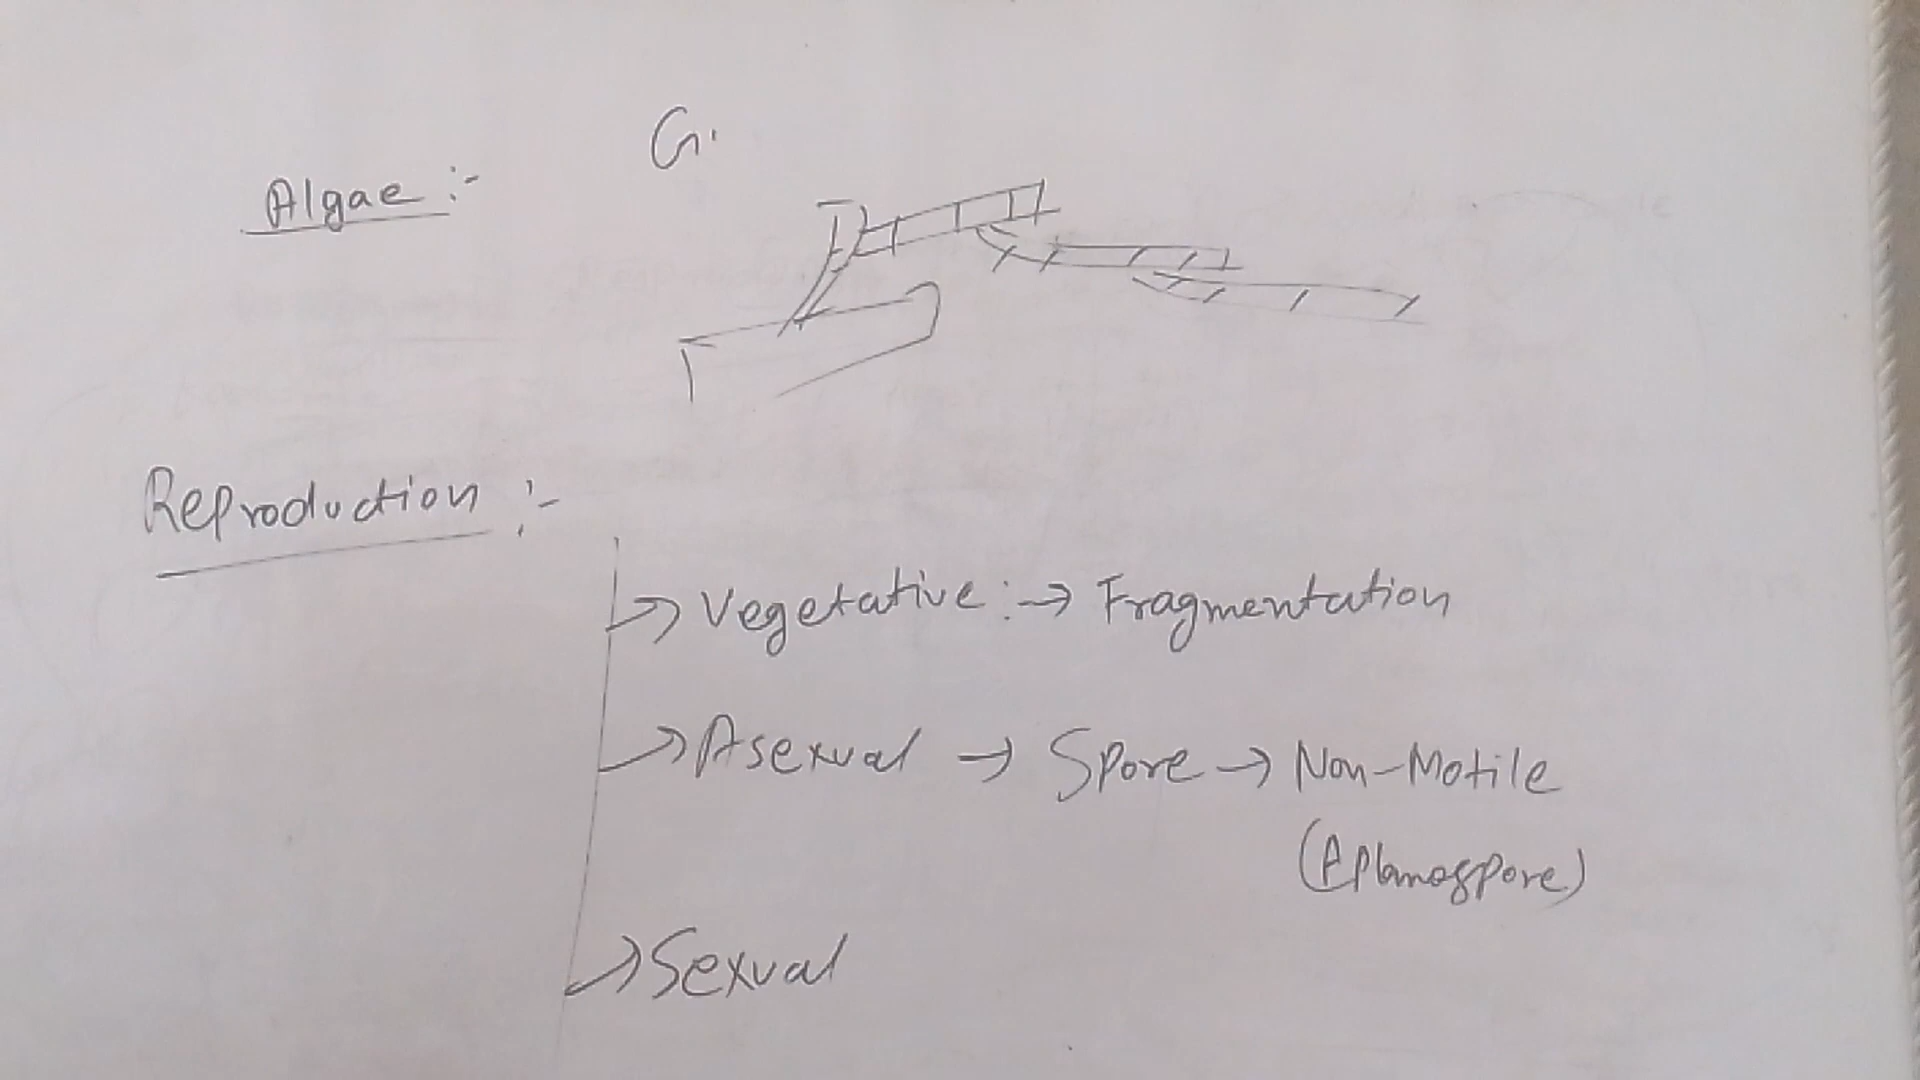 G.
Algae :-
Reproduction :-
→ Vegetative :→ Fragmentation
→ Asexual → Spore → Non-Motile
(Aplanospore)
→ Sexual